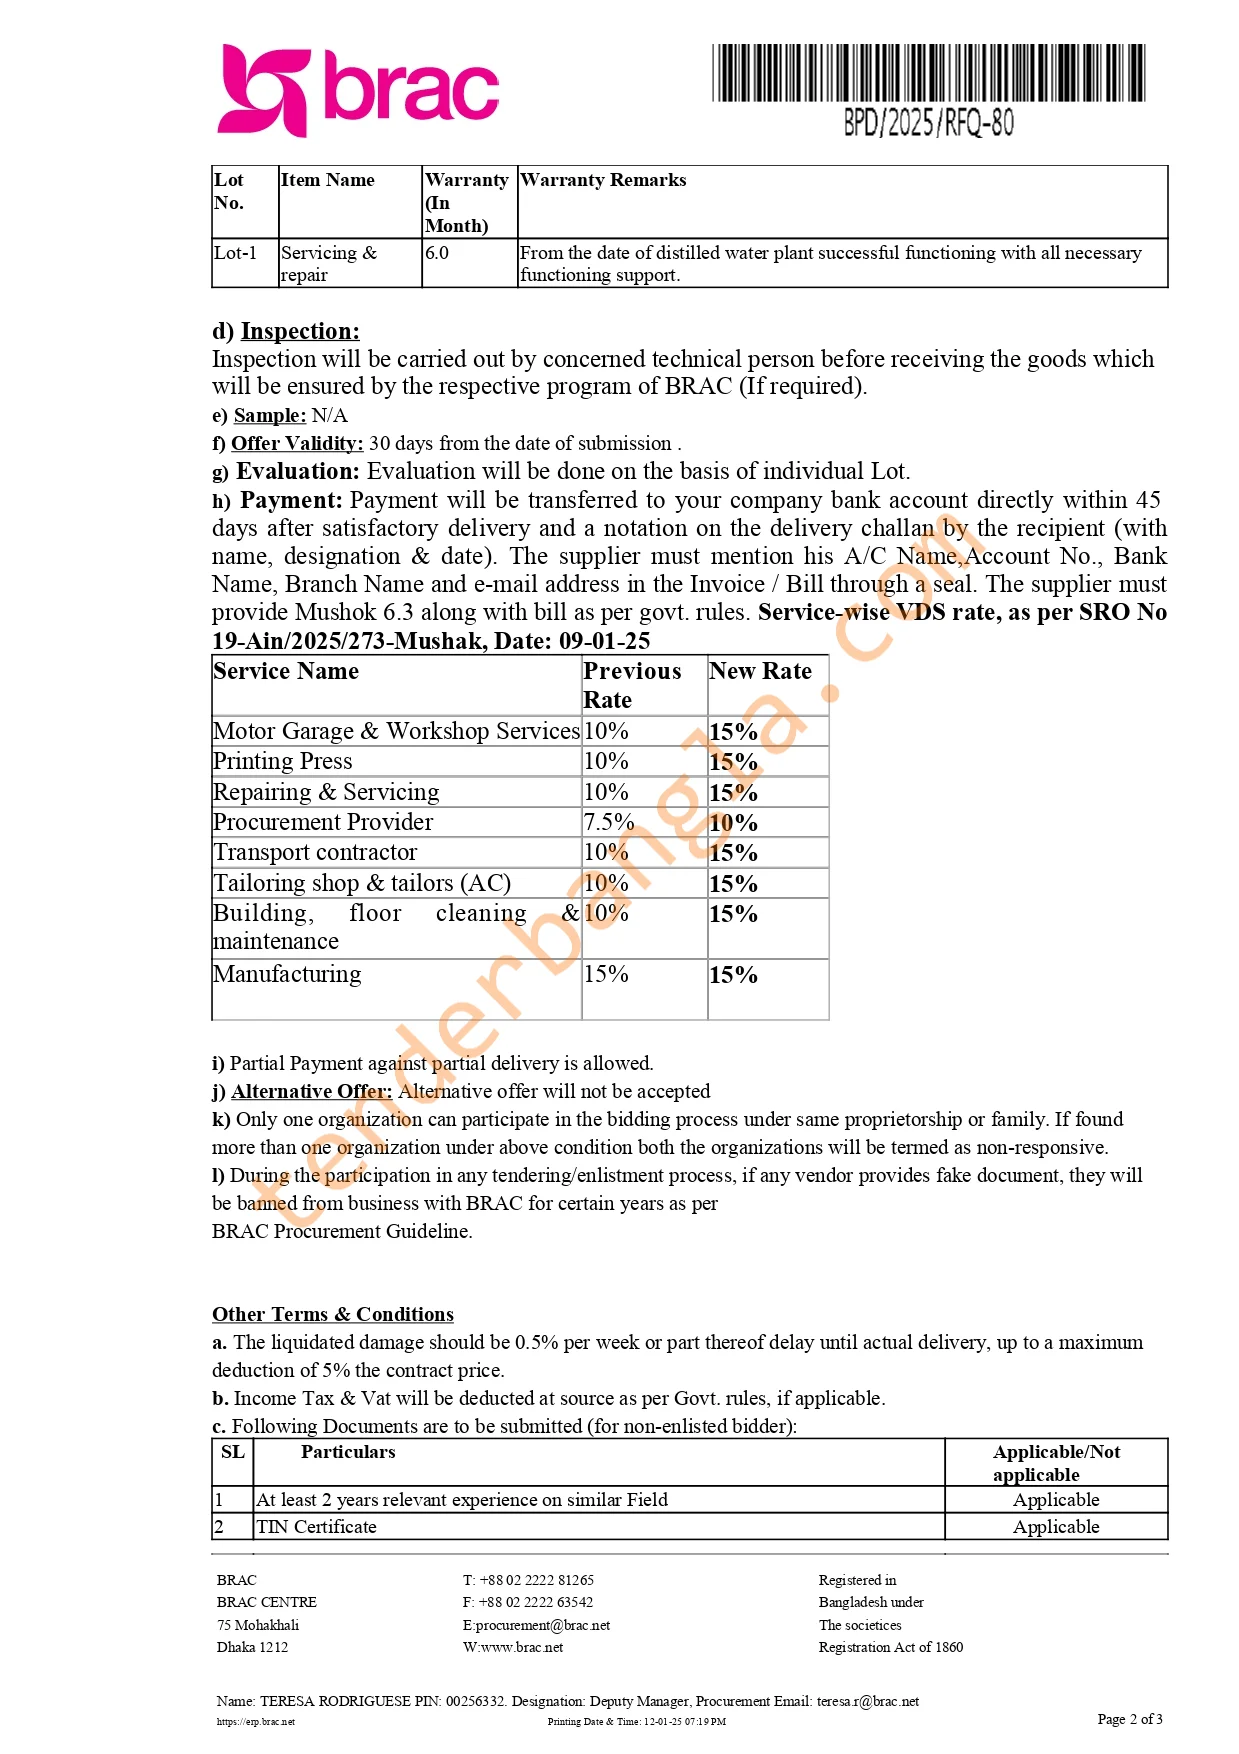 brac
BPD/2025/RFQ-80
Lot No. Item Name Warranty (In Month) Warranty Remarks
Lot-1 Servicing & repair 6.0 From the date of distilled water plant successful functioning with all necessary functioning support.
d) Inspection:
Inspection will be carried out by concerned technical person before receiving the goods which
will be ensured by the respective program of BRAC (If required).
e) Sample: N/A
f) Offer Validity: 30 days from the date of submission .
g) Evaluation: Evaluation will be done on the basis of individual Lot.
h) Payment: Payment will be transferred to your company bank account directly within 45
days after satisfactory delivery and a notation on the delivery challan by the recipient (with
name, designation & date). The supplier must mention his A/C Name,Account No., Bank
Name, Branch Name and e-mail address in the Invoice / Bill through a seal. The supplier must
provide Mushok 6.3 along with bill as per govt. rules. Service-wise VDS rate, as per SRO No
19-Ain/2025/273-Mushak, Date: 09-01-25
Service Name Previous Rate New Rate
Motor Garage & Workshop Services 10% 15%
Printing Press 10% 15%
Repairing & Servicing 10% 15%
Procurement Provider 7.5% 10%
Transport contractor 10% 15%
Tailoring shop & tailors (AC) 10% 15%
Building, floor cleaning & maintenance 10% 15%
Manufacturing 15% 15%
i) Partial Payment against partial delivery is allowed.
j) Alternative Offer: Alternative offer will not be accepted
k) Only one organization can participate in the bidding process under same proprietorship or family. If found
more than one organization under above condition both the organizations will be termed as non-responsive.
l) During the participation in any tendering/enlistment process, if any vendor provides fake document, they will
be banned from business with BRAC for certain years as per
BRAC Procurement Guideline.
Other Terms & Conditions
a. The liquidated damage should be 0.5% per week or part thereof delay until actual delivery, up to a maximum
deduction of 5% the contract price.
b. Income Tax & Vat will be deducted at source as per Govt. rules, if applicable.
c. Following Documents are to be submitted (for non-enlisted bidder):
SL Particulars Applicable/Not applicable
1 At least 2 years relevant experience on similar Field Applicable
2 TIN Certificate Applicable
BRAC T: +88 02 2222 81265 Registered in
BRAC CENTRE F: +88 02 2222 63542 Bangladesh under
75 Mohakhali E:procurement@brac.net The societices
Dhaka 1212 W:www.brac.net Registration Act of 1860
Name: TERESA RODRIGUESE PIN: 00256332. Designation: Deputy Manager, Procurement Email: teresa.r@brac.net
https://erp.brac.net Printing Date & Time: 12-01-25 07:19 PM Page 2 of 3
tenderbangla.com